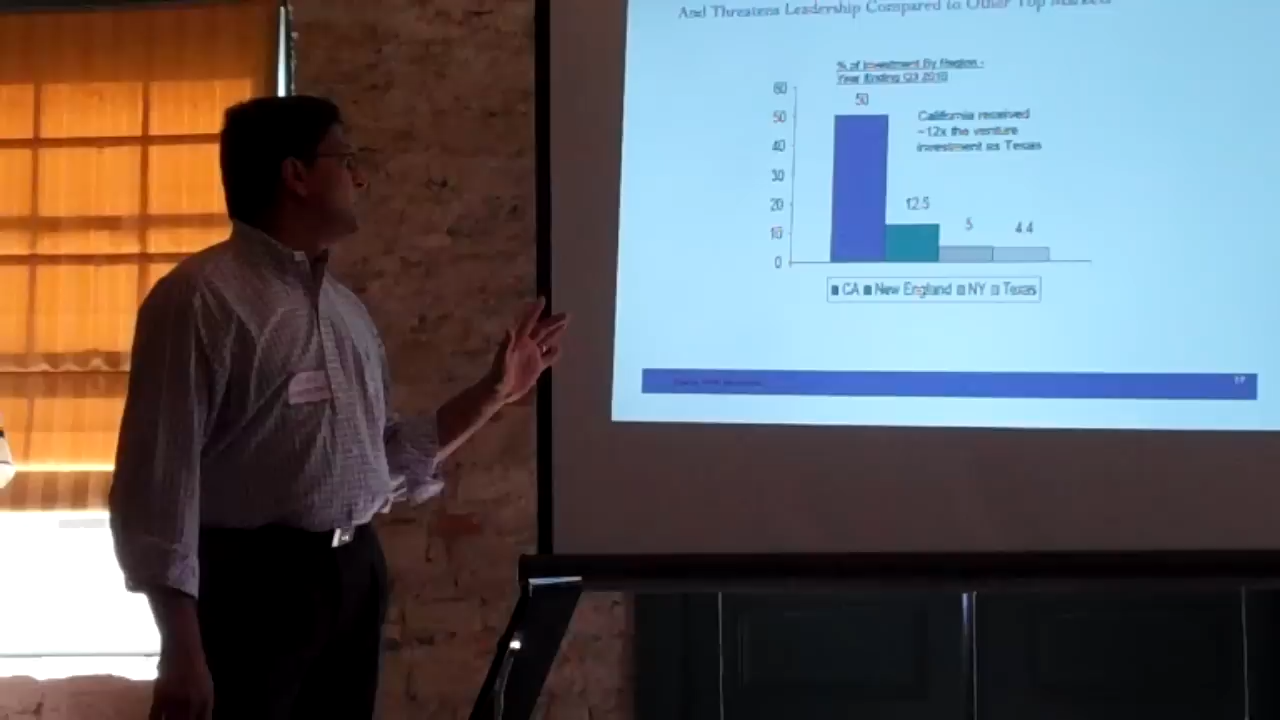 And Threatens Leadership Compared to Other Top Markets
% of Investment By Region -
Year Ending Q3 2010
60
50
40
30
20
10
0
50
12.5
5
4.4
California received
~12x the venture
investment as Texas
CA New England NY Texas